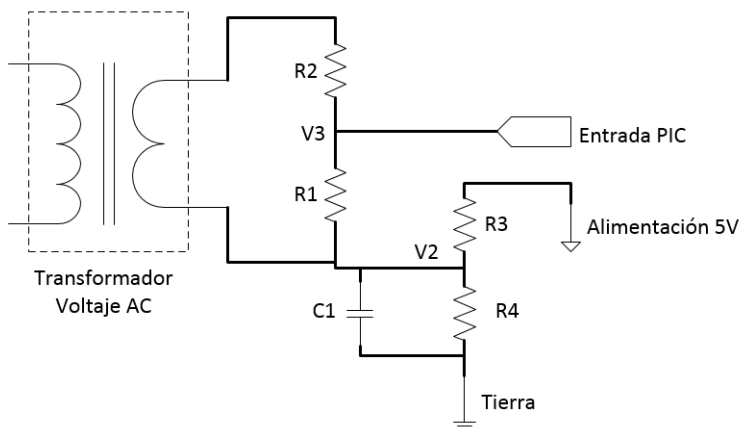 R2
V3
Entrada PIC
R1
R3
Alimentación 5V
V2
Transformador
Voltaje AC
C1
R4
Tierra